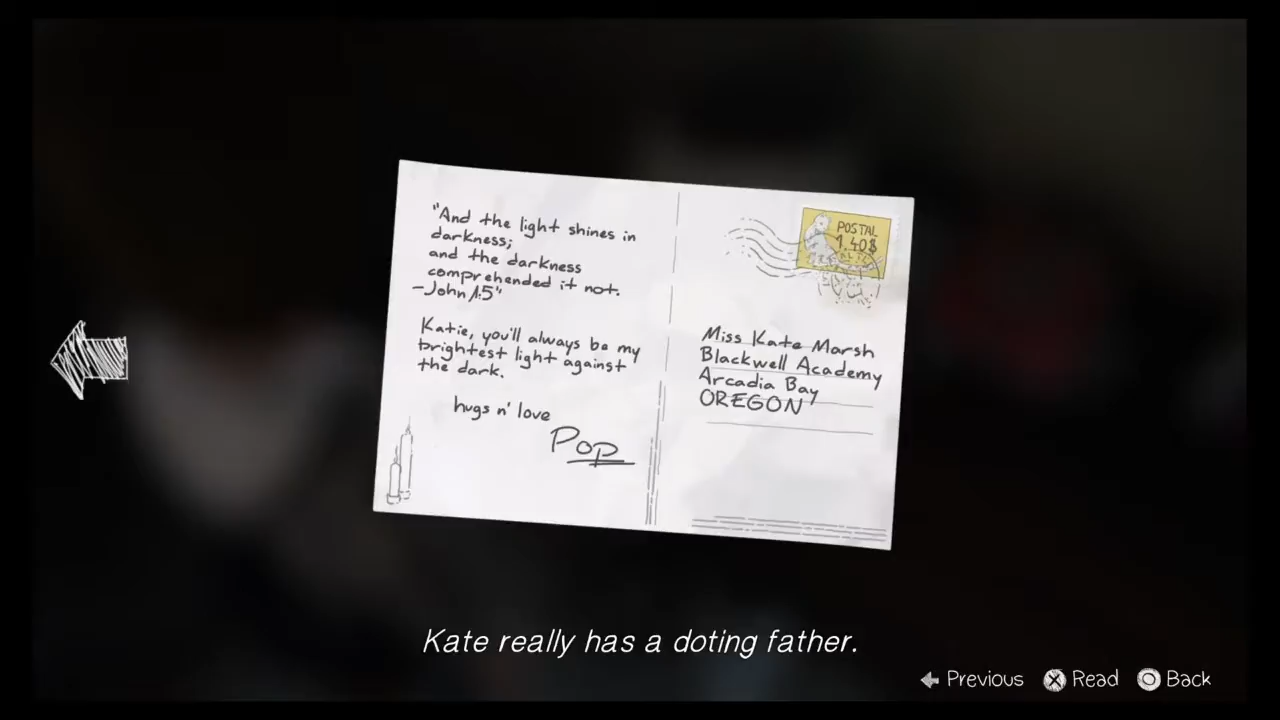 "And the light shines in
darkness;
and the darkness
comprehended it not.
-John 1:5"
Katie, you'll always be my
brightest light against
the dark.
hugs n' love
Pop
POSTAL
1.40$
Miss Kate Marsh
Blackwell Academy
Arcadia Bay
OREGON
Kate really has a doting father.
Previous Read Back